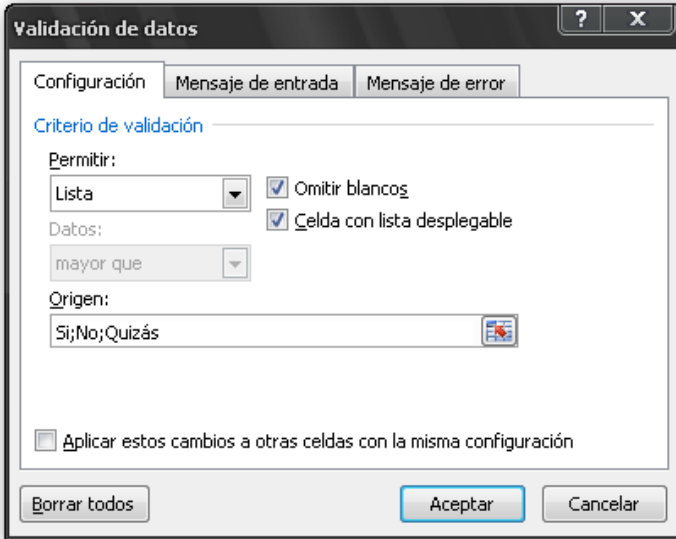 Validación de datos
Configuración Mensaje de entrada Mensaje de error
Criterio de validación
Permitir:
Lista Omitir blancos
Celda con lista desplegable
Datos:
mayor que
Origen:
Si;No;Quizás
Aplicar estos cambios a otras celdas con la misma configuración
Borrar todos Aceptar Cancelar